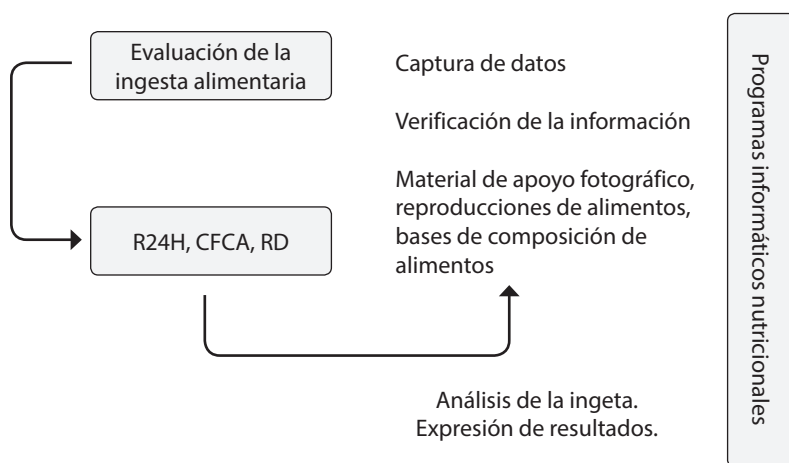 Evaluación de la
ingesta alimentaria
Captura de datos
Verificación de la información
Material de apoyo fotográfico,
reproducciones de alimentos,
bases de composición de
alimentos
R24H, CFCA, RD
Análisis de la ingeta.
Expresión de resultados.
Programas informáticos nutricionales